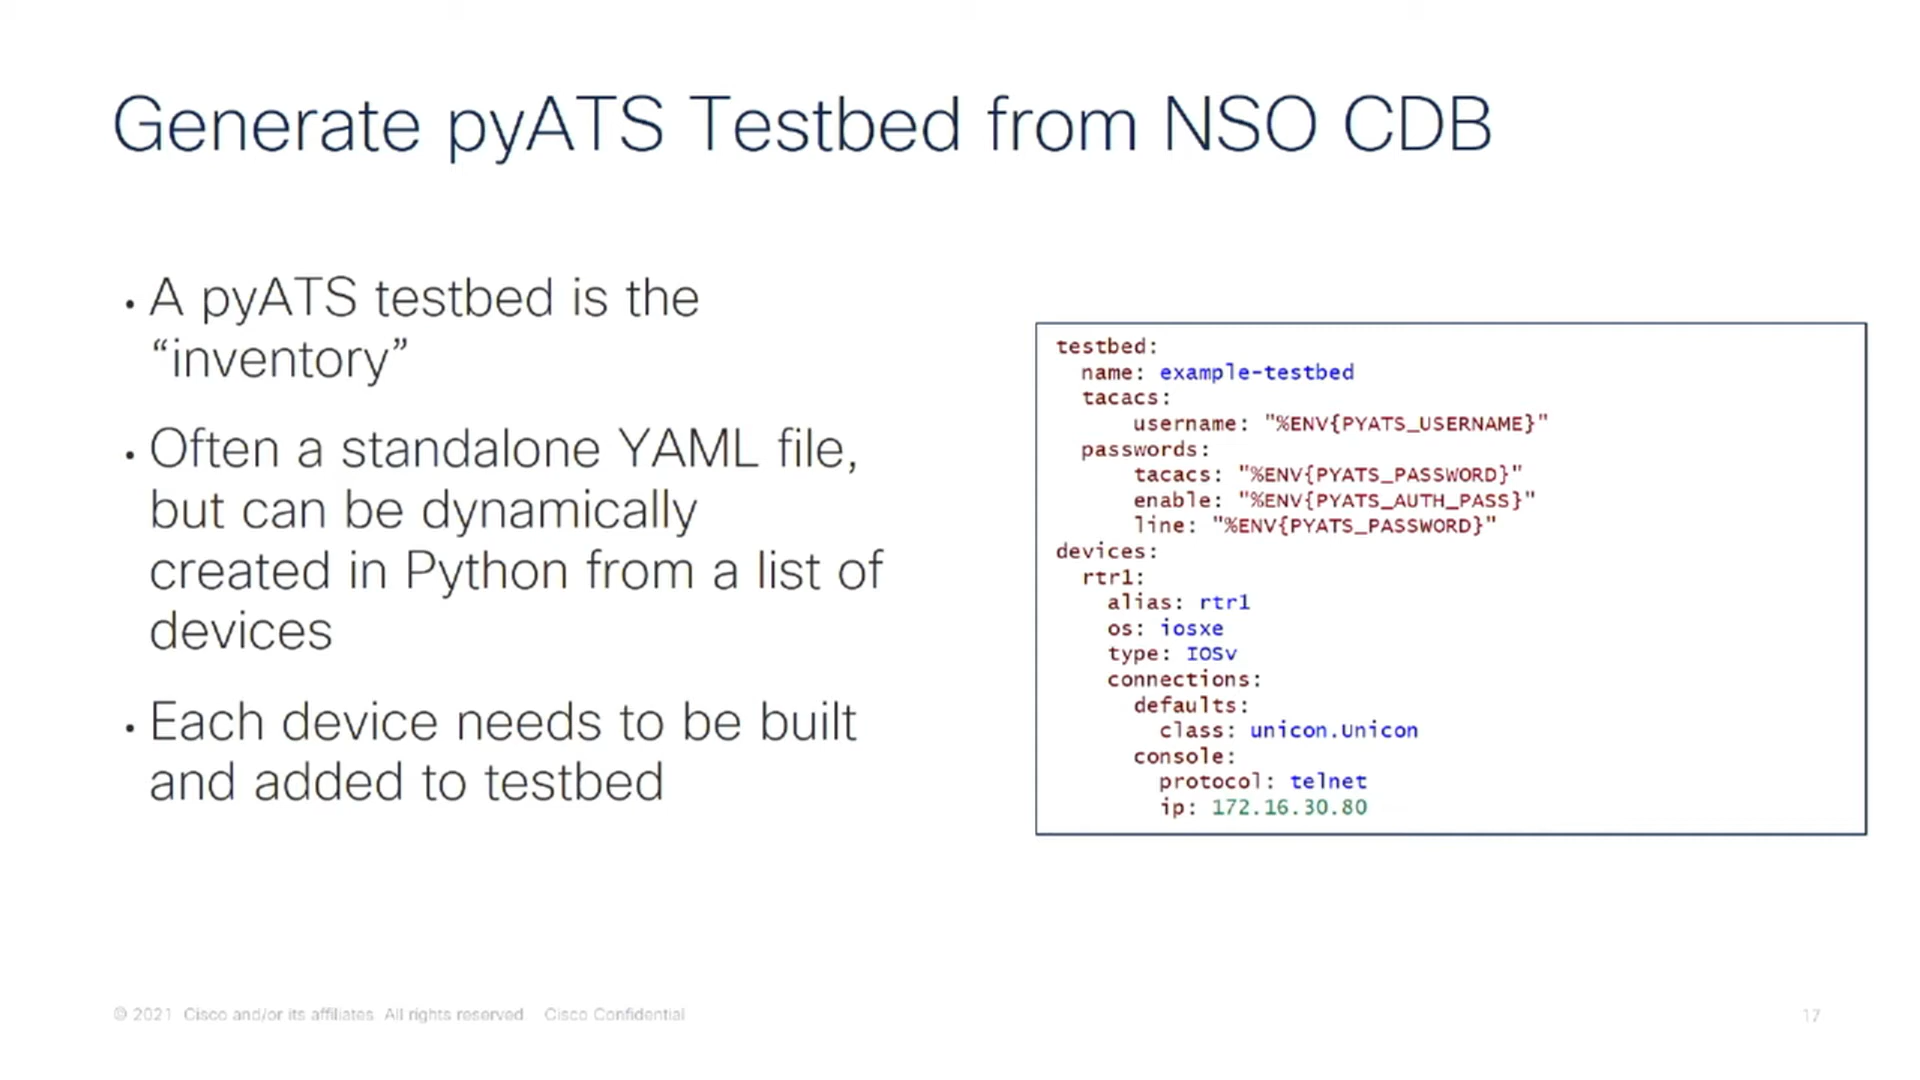 Generate pyATS Testbed from NSO CDB
• A pyATS testbed is the
“inventory”
• Often a standalone YAML file,
but can be dynamically
created in Python from a list of
devices
• Each device needs to be built
and added to testbed
testbed:
  name: example-testbed
  tacacs:
      username: "%ENV{PYATS_USERNAME}"
  passwords:
      tacacs: "%ENV{PYATS_PASSWORD}"
      enable: "%ENV{PYATS_AUTH_PASS}"
      line: "%ENV{PYATS_PASSWORD}"
devices:
  rtr1:
    alias: rtr1
    os: iosxe
    type: IOSv
    connections:
      defaults:
        class: unicon.Unicon
      console:
        protocol: telnet
        ip: 172.16.30.80
© 2021 Cisco and/or its affiliates. All rights reserved. Cisco Confidential
17